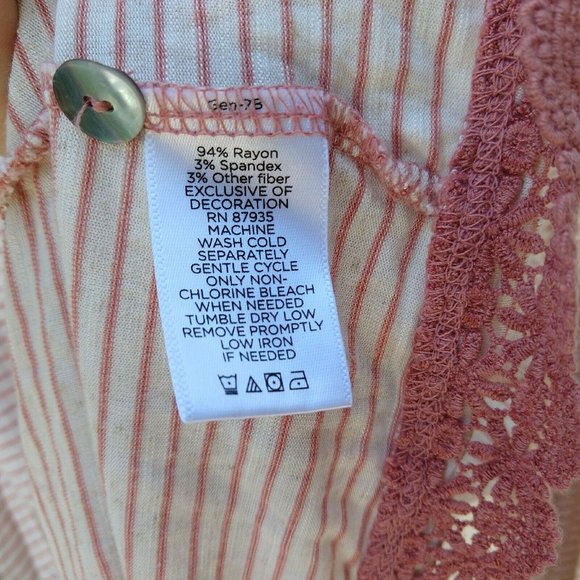 Gen-75
94% Rayon
3% Spandex
3% Other fiber
EXCLUSIVE OF
DECORATION
RN 87935
MACHINE
WASH COLD
SEPARATELY
GENTLE CYCLE
ONLY NON-
CHLORINE BLEACH
WHEN NEEDED
TUMBLE DRY LOW
REMOVE PROMPTLY
LOW IRON
IF NEEDED